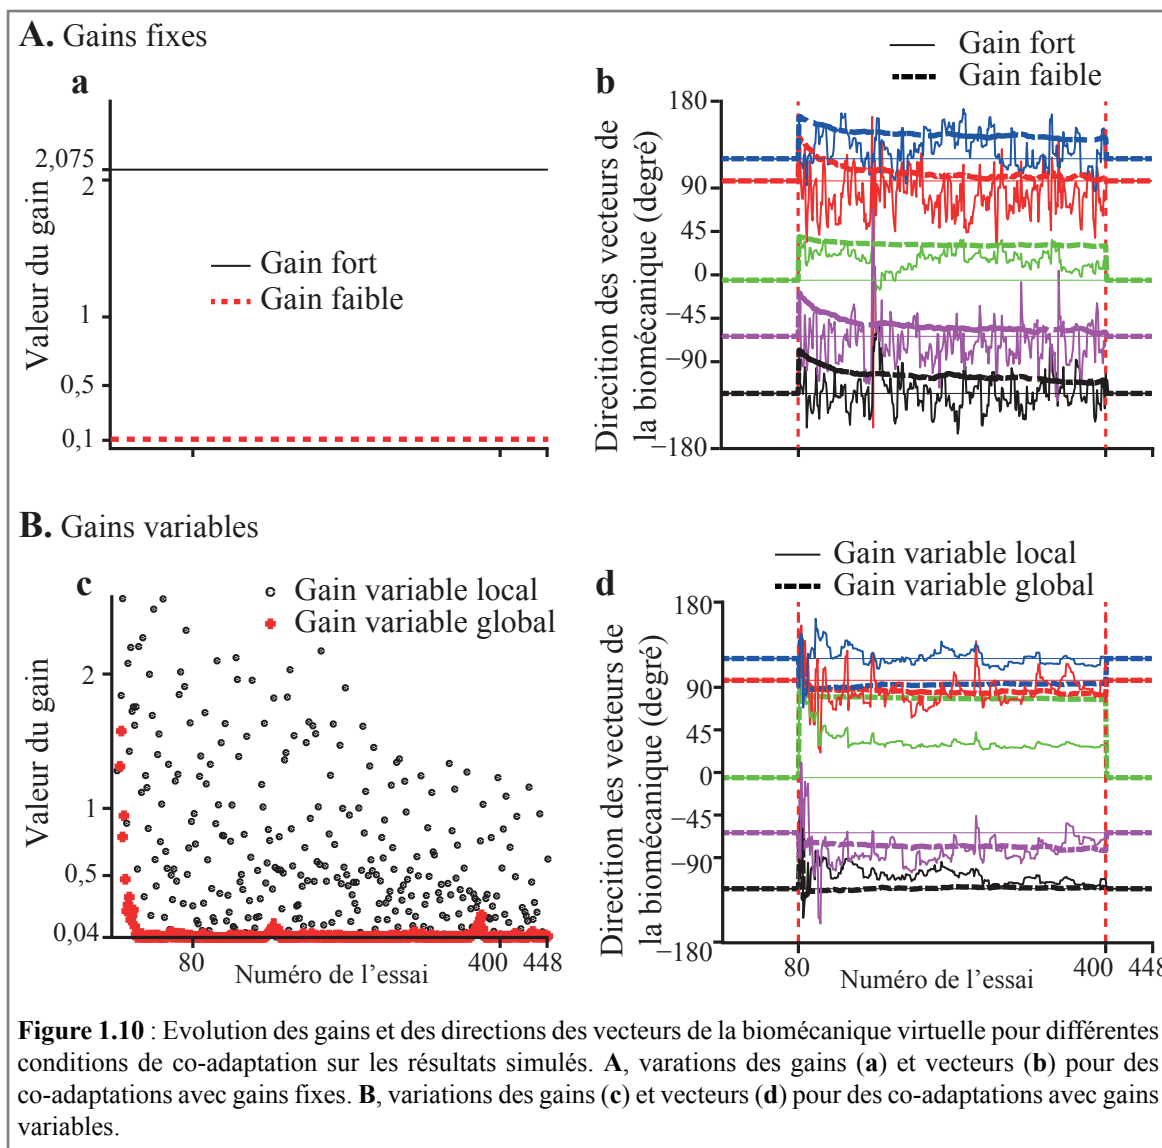 A. Gains fixes
a
2,075
2
1
0,5
0,1
Valeur du gain
Gain fort
Gain faible
b
Gain fort
Gain faible
180
90
45
0
−45
−90
−180
Direcition des vecteurs de
la biomécanique (degré)
448
B. Gains variables
c
Gain variable local
Gain variable global
2
1
0,5
0,04
Valeur du gain
80
400
448
Numéro de l'essai
d
Gain variable local
Gain variable global
180
90
45
0
−45
−90
−180
Direcition des vecteurs de
la biomécanique (degré)
80
400
448
Numéro de l'essai
Figure 1.10 : Evolution des gains et des directions des vecteurs de la biomécanique virtuelle pour différentes
conditions de co-adaptation sur les résultats simulés. A, varations des gains (a) et vecteurs (b) pour des
co-adaptations avec gains fixes. B, variations des gains (c) et vecteurs (d) pour des co-adaptations avec gains
variables.